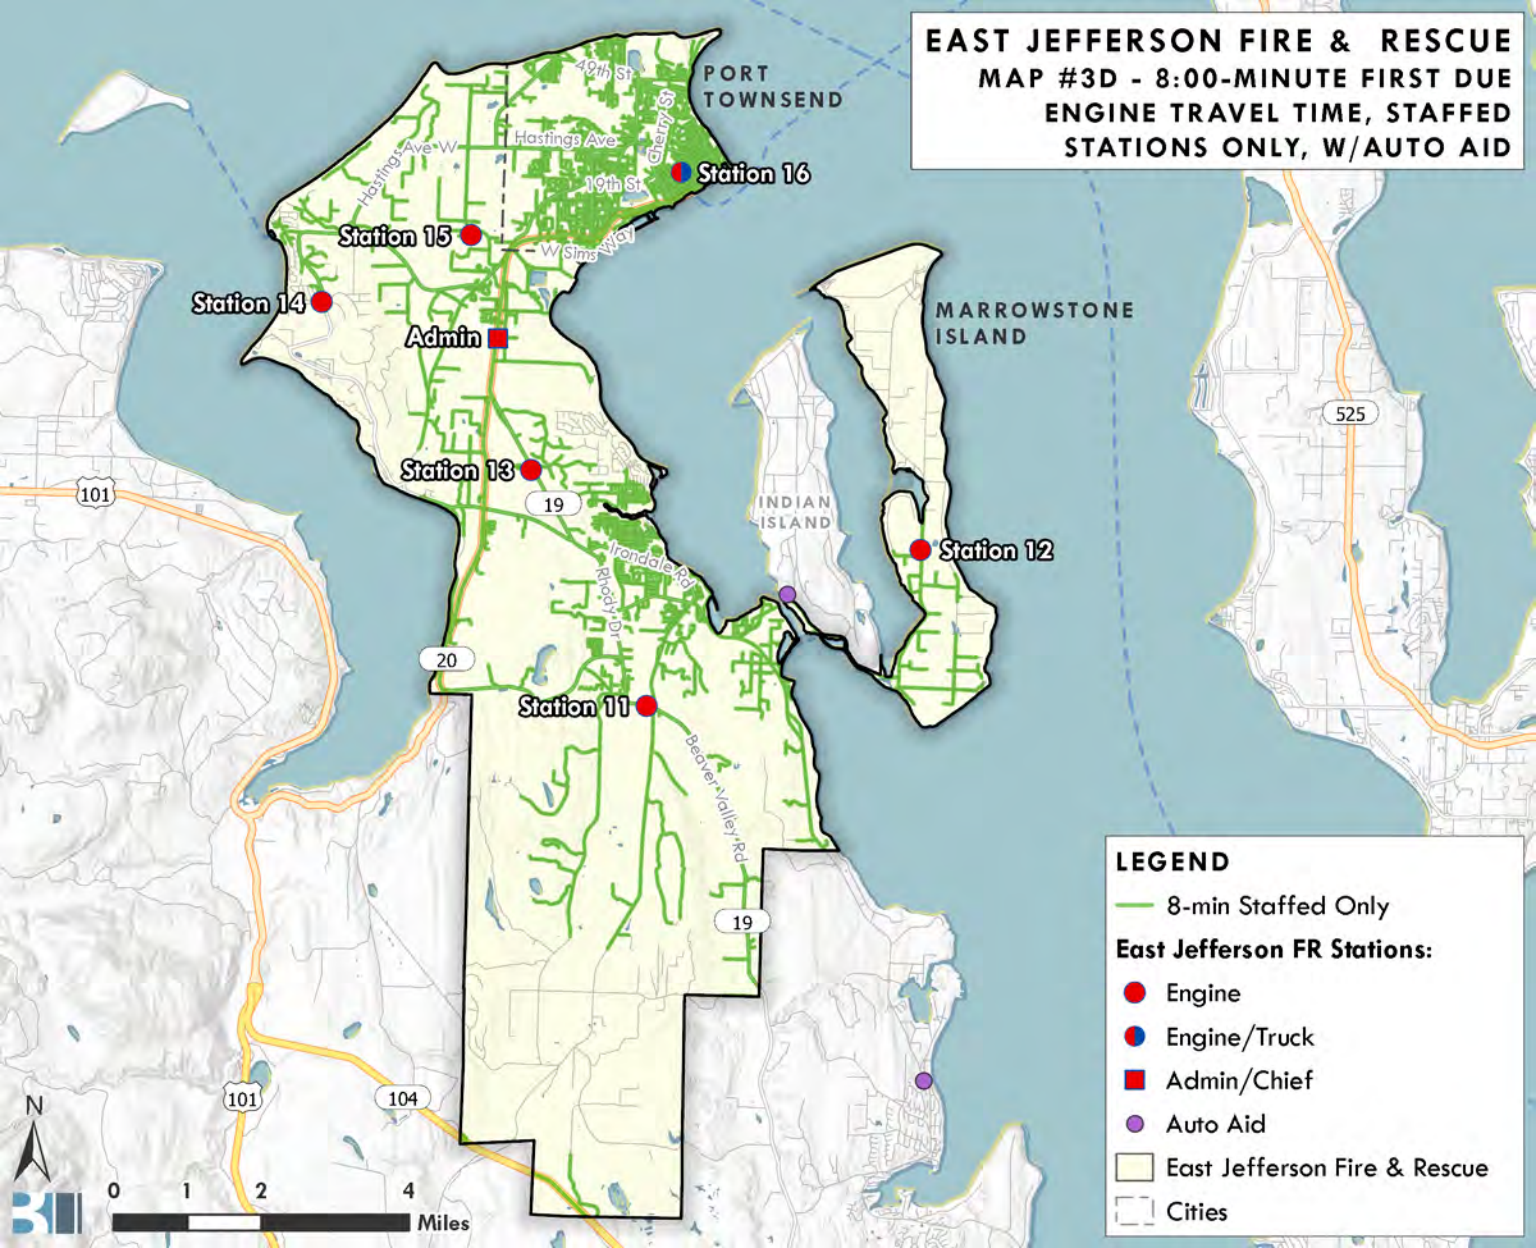 EAST JEFFERSON FIRE & RESCUE
MAP #3D - 8:00-MINUTE FIRST DUE
ENGINE TRAVEL TIME, STAFFED
STATIONS ONLY, W/AUTO AID
PORT
TOWNSEND
49th St
Cherry St
Hastings Ave
Hastings Ave W
19th St
Station 16
Station 15
W Sims Way
Station 14
Admin
MARROWSTONE
ISLAND
525
Station 13
101
19
INDIAN
ISLAND
Irondale Rd
Station 12
Rhody Dr
20
Station 11
Beaver Valley Rd
19
101
104
N
0 1 2 4
Miles
LEGEND
8-min Staffed Only
East Jefferson FR Stations:
Engine
Engine/Truck
Admin/Chief
Auto Aid
East Jefferson Fire & Rescue
Cities